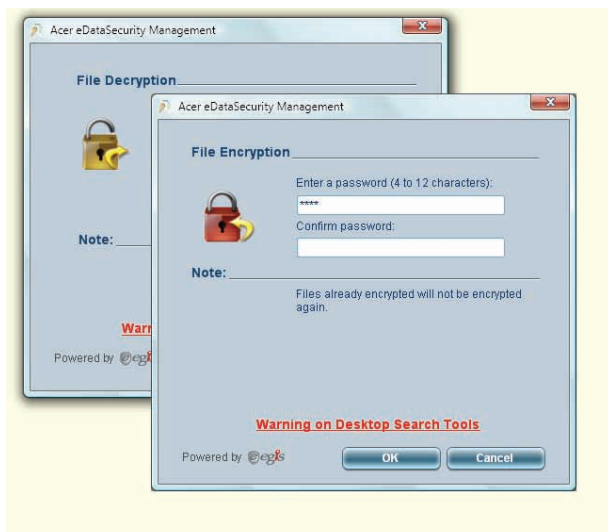 Acer eDataSecurity Management
File Decryption
Note:
Powered by egis
Acer eDataSecurity Management
File Encryption
Enter a password (4 to 12 characters):
****
Confirm password:
Note:
Files already encrypted will not be encrypted
again.
Warning on Desktop Search Tools
Powered by egis
OK
Cancel